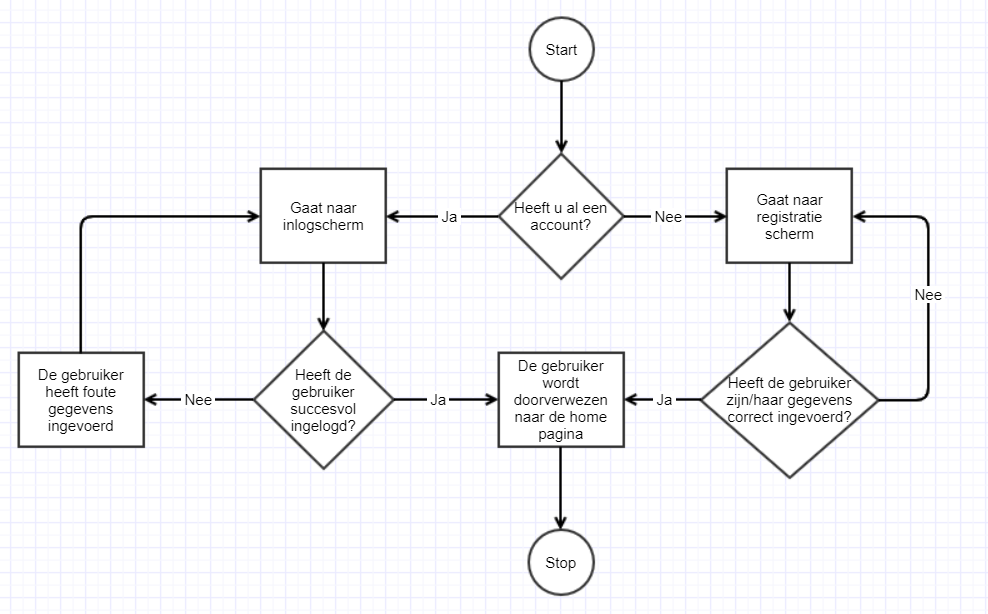 Start
Heeft u al een
account?
Ja
Nee
Gaat naar
inlogscherm
Gaat naar
registratie
scherm
Nee
De gebruiker
heeft foute
gegevens
ingevoerd
Nee
Heeft de
gebruiker
succesvol
ingelogd?
Ja
De gebruiker
wordt
doorverwezen
naar de home
pagina
Ja
Heeft de gebruiker
zijn/haar gegevens
correct ingevoerd?
Stop